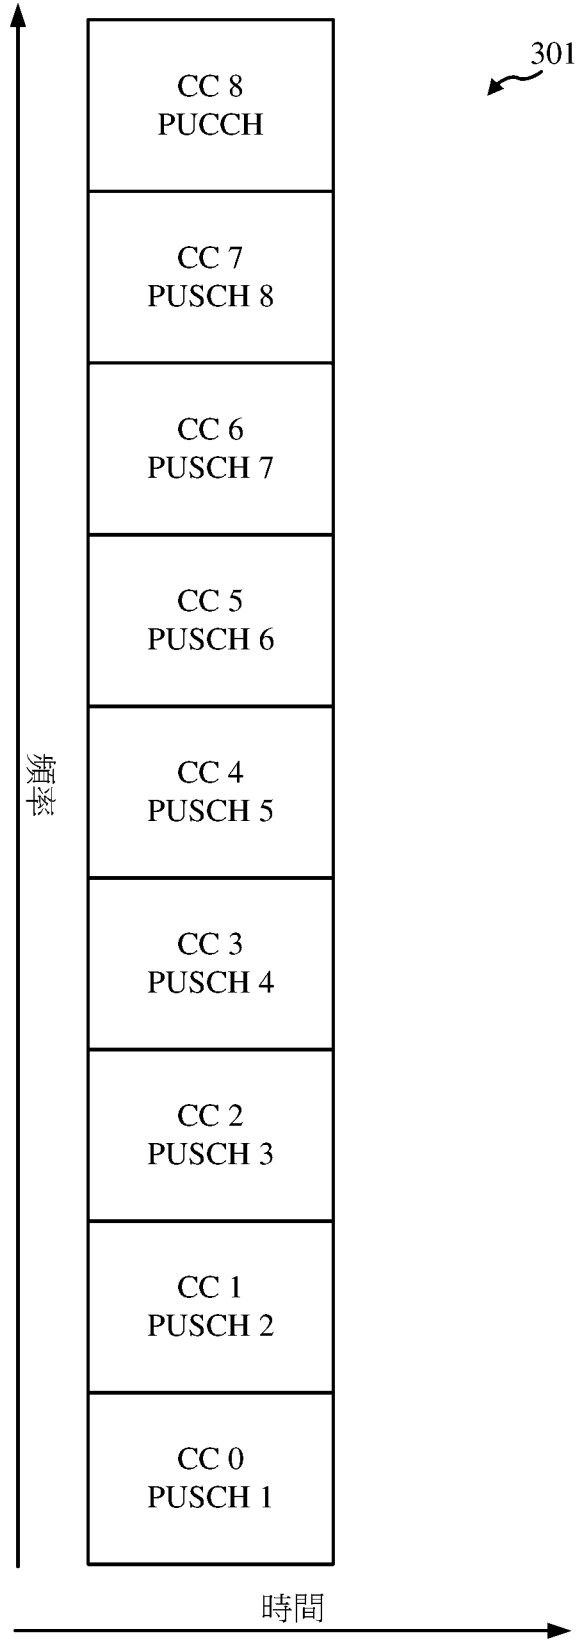 301
CC 8
PUCCH
CC 7
PUSCH 8
CC 6
PUSCH 7
CC 5
PUSCH 6
CC 4
PUSCH 5
CC 3
PUSCH 4
CC 2
PUSCH 3
CC 1
PUSCH 2
CC 0
PUSCH 1
頻率
時間